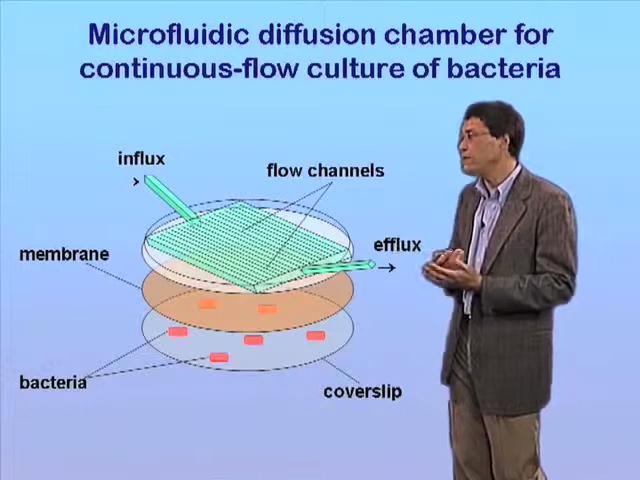 Microfluidic diffusion chamber for
continuous-flow culture of bacteria
influx
flow channels
efflux
membrane
bacteria
coverslip